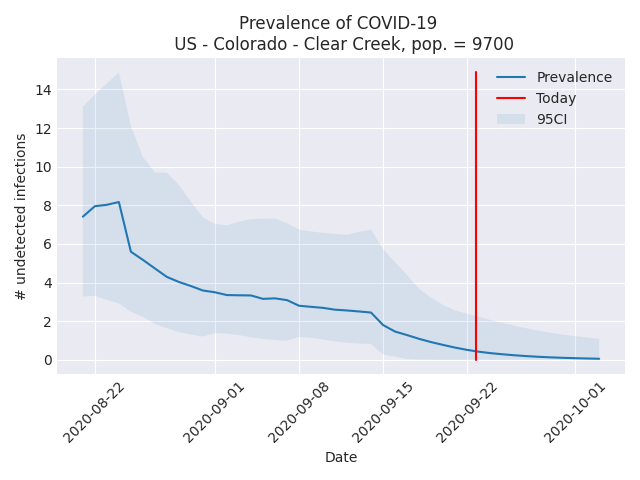 Prevalence of COVID-19
US - Colorado - Clear Creek, pop. = 9700
# undetected infections
14
12
10
8
6
4
2
0
Prevalence
Today
95CI
2020-08-22
2020-09-01
2020-09-08
2020-09-15
2020-09-22
2020-10-01
Date